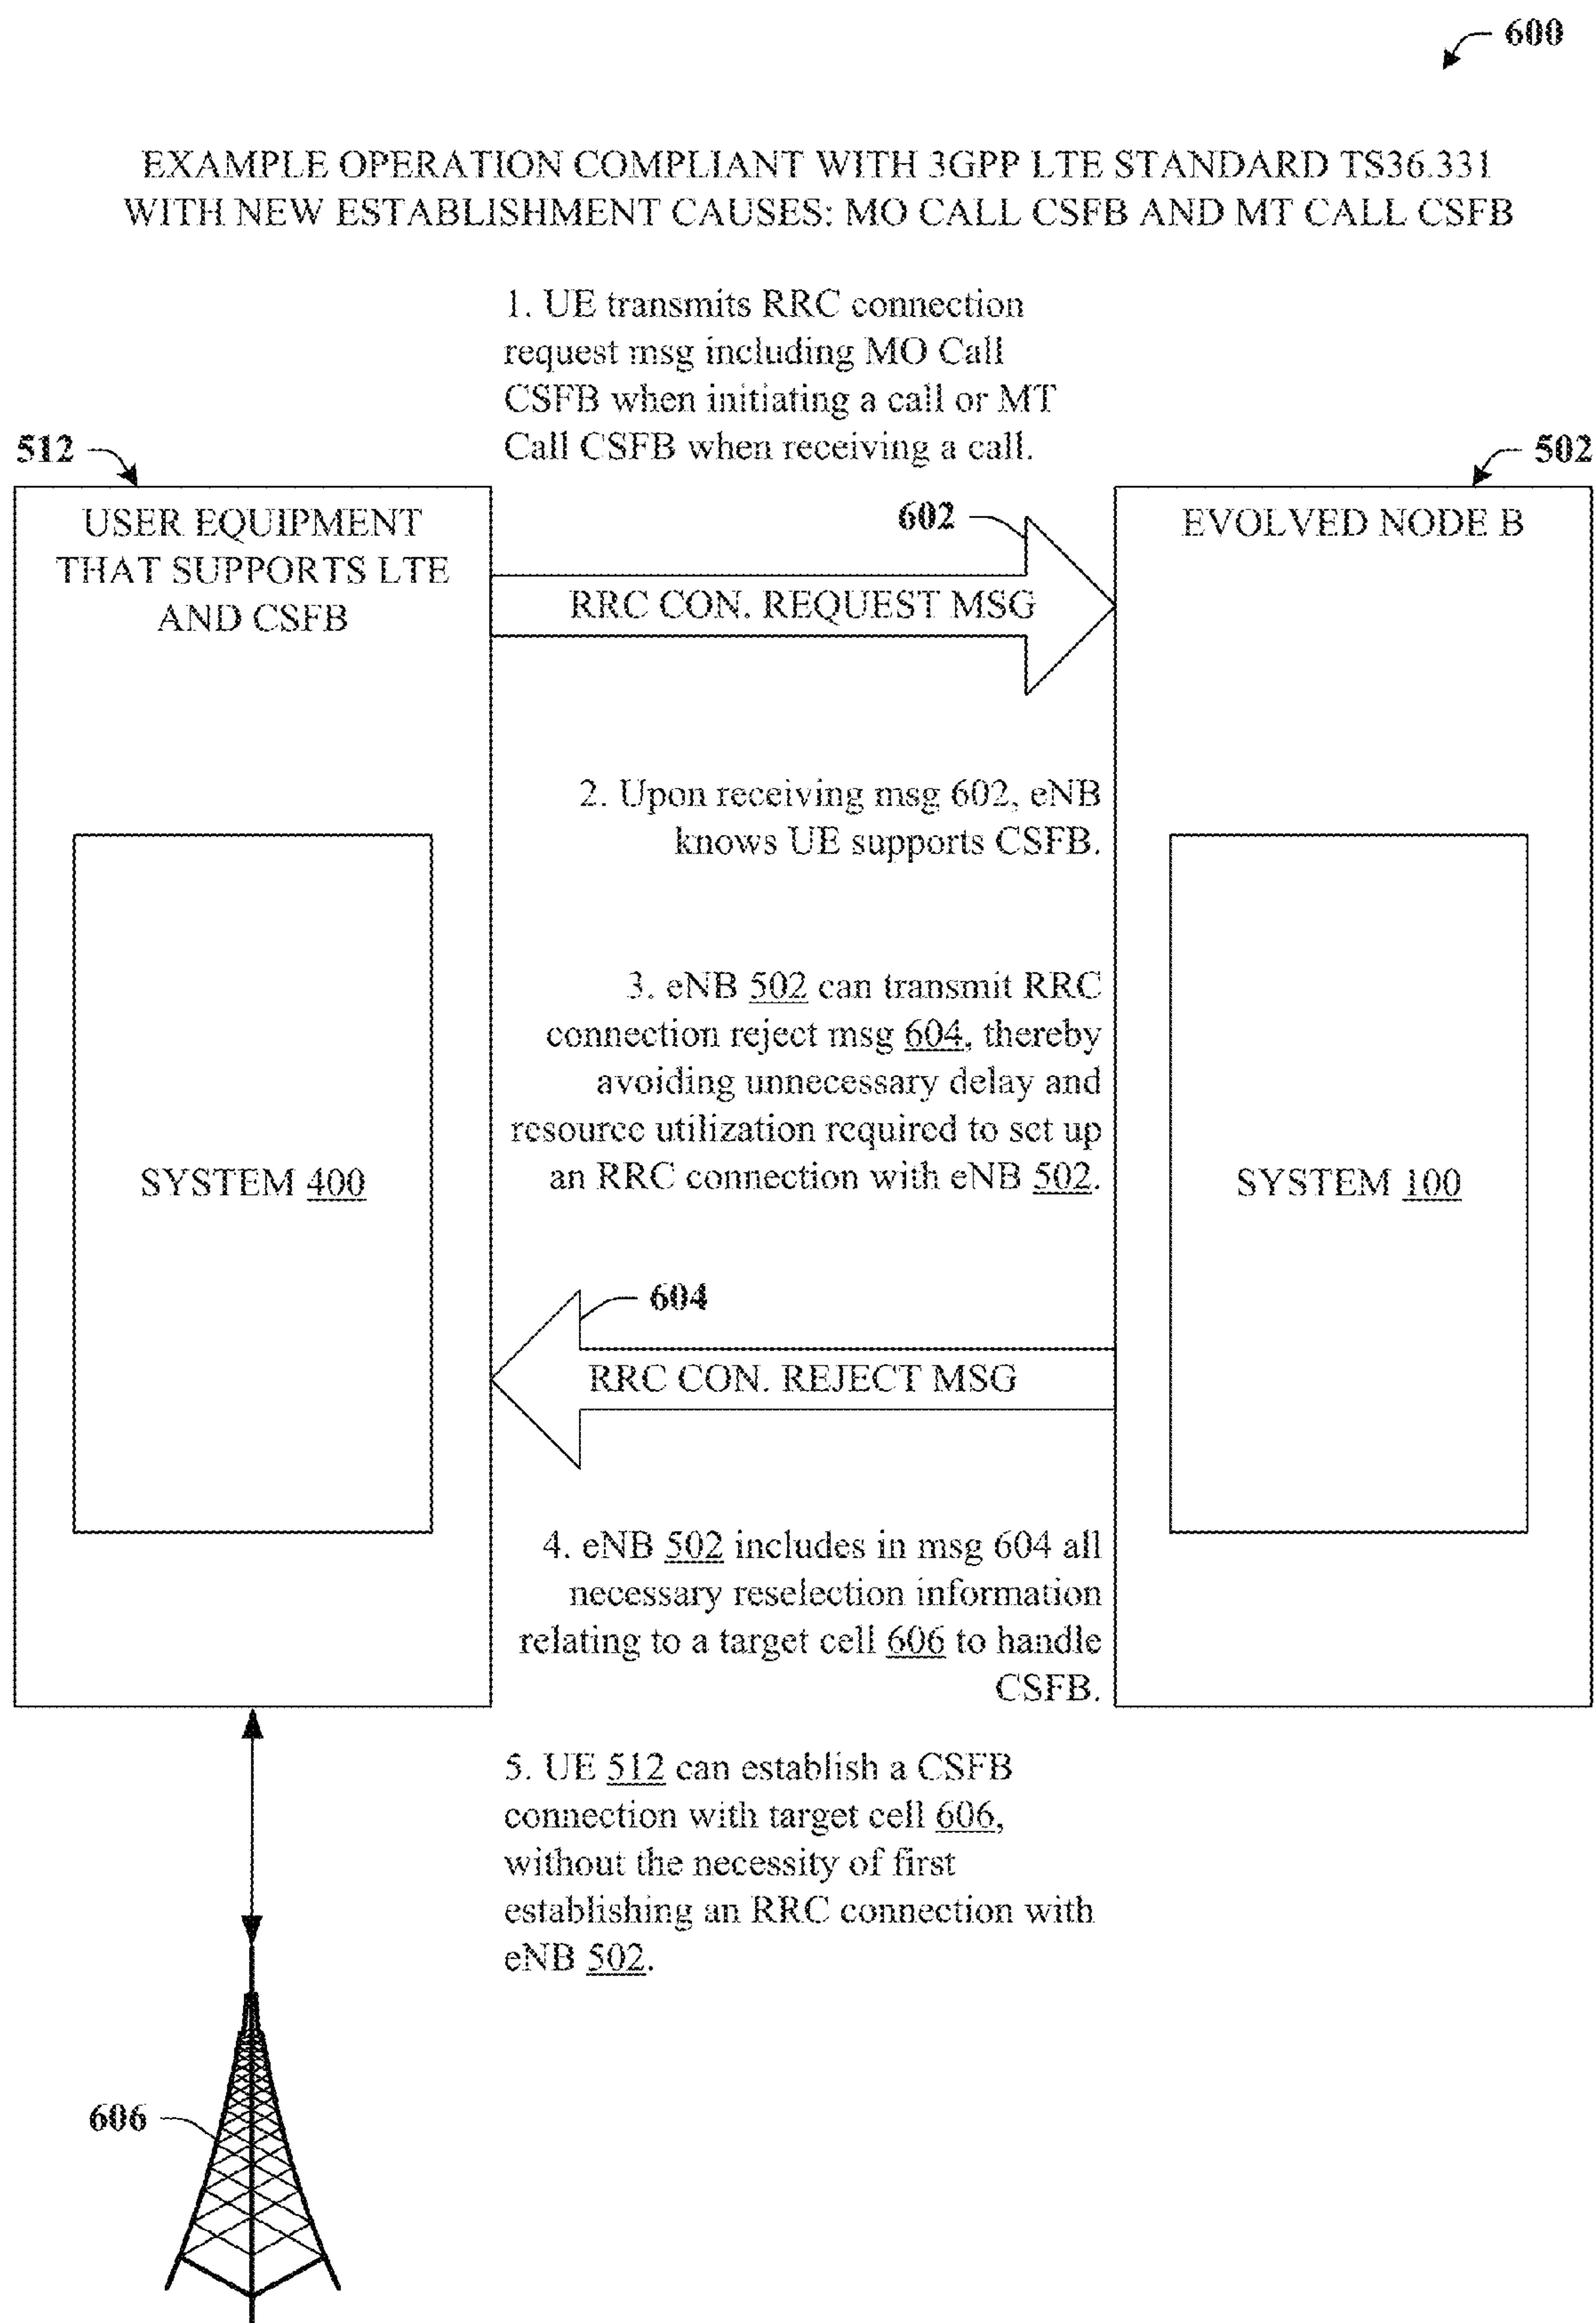 600
EXAMPLE OPERATION COMPLIANT WITH 3GPP LTE STANDARD TS36.331
WITH NEW ESTABLISHMENT CAUSES: MO CALL CSFB AND MT CALL CSFB
1. UE transmits RRC connection
request msg including MO Call
CSFB when initiating a call or MT
Call CSFB when receiving a call.
512
502
USER EQUIPMENT
THAT SUPPORTS LTE
AND CSFB
602
EVOLVED NODE B
RRC CON. REQUEST MSG
2. Upon receiving msg 602, eNB
knows UE supports CSFB.
3. eNB 502 can transmit RRC
connection reject msg 604, thereby
avoiding unnecessary delay and
resource utilization required to set up
an RRC connection with eNB 502.
SYSTEM 400
SYSTEM 100
604
RRC CON. REJECT MSG
4. eNB 502 includes in msg 604 all
necessary reselection information
relating to a target cell 606 to handle
CSFB.
5. UE 512 can establish a CSFB
connection with target cell 606,
without the necessity of first
establishing an RRC connection with
eNB 502.
606